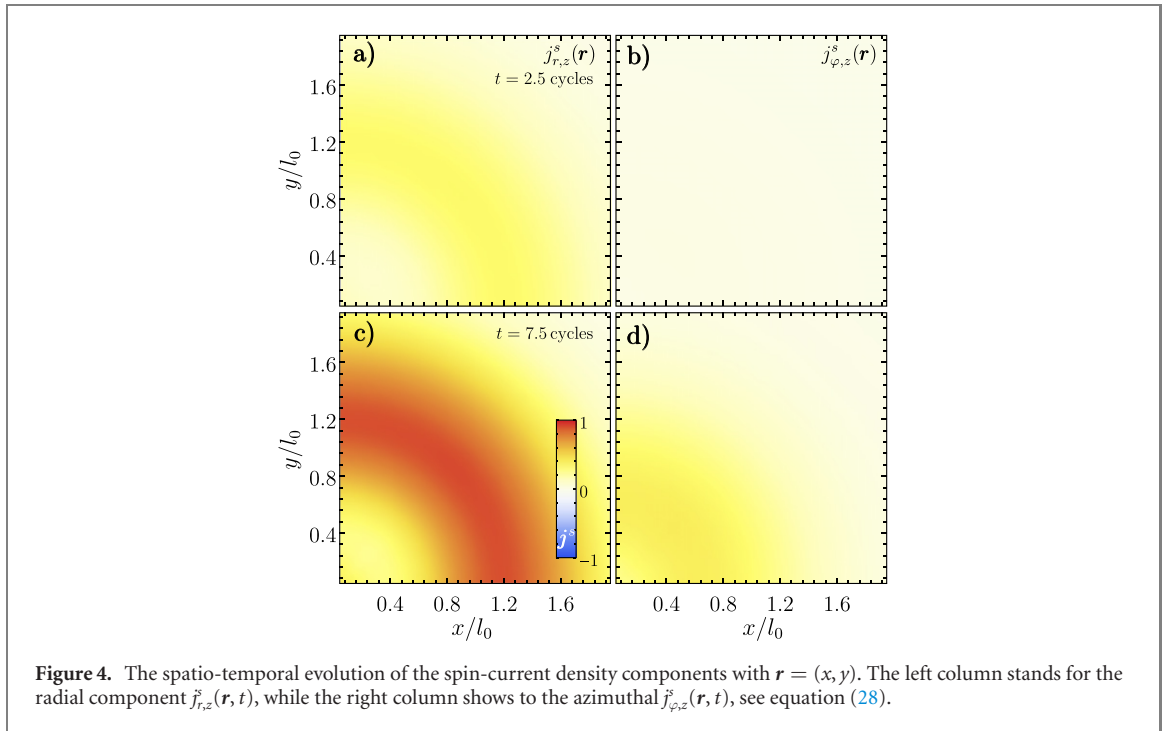 a)
j^s_{r,z}(r)
t = 2.5 cycles
b)
j^s_{φ,z}(r)
1.6
1.2
0.8
0.4
y/l_0
c)
t = 7.5 cycles
d)
1.6
1.2
0.8
0.4
y/l_0
1
0
−1
j^s
0.4 0.8 1.2 1.6
x/l_0
0.4 0.8 1.2 1.6
x/l_0
Figure 4. The spatio-temporal evolution of the spin-current density components with r = (x, y). The left column stands for the
radial component j^s_{r,z}(r, t), while the right column shows to the azimuthal j^s_{φ,z}(r, t), see equation (28).